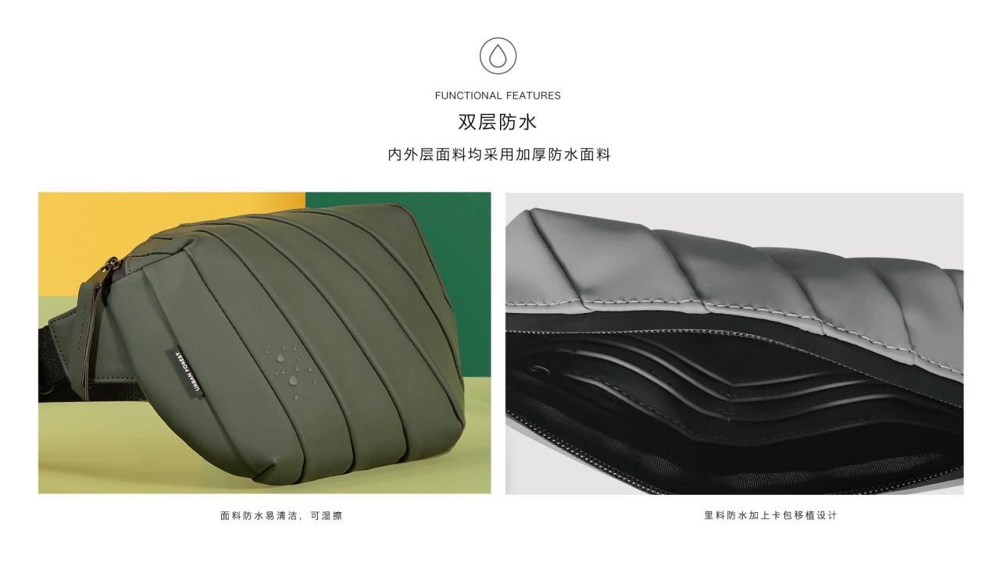 FUNCTIONAL FEATURES
双层防水
内外层面料均采用加厚防水面料
URBAN FOREST
面料防水易清洁，可湿擦
里料防水加上卡包移植设计